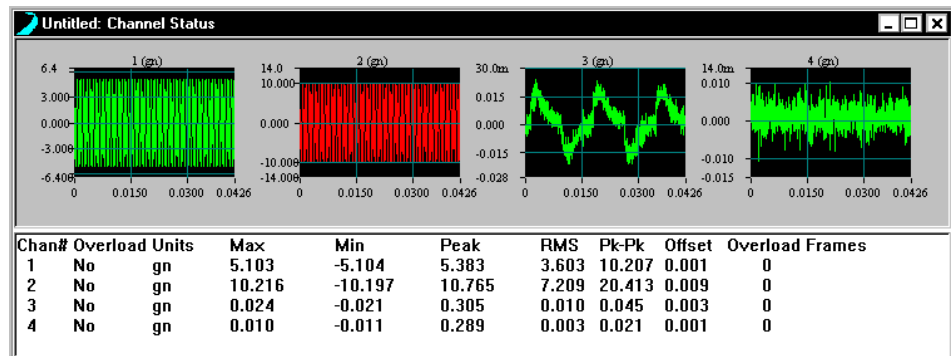 Untitled: Channel Status
1 (gn)
6.4
3.000
0.000
-3.000
-6.400
0 0.0150 0.0300 0.0426
2 (gn)
14.0
10.000
0.000
-10.000
-14.000
0 0.0150 0.0300 0.0426
3 (gn)
30.0m
0.015
0.000
-0.015
-0.028
0 0.0150 0.0300 0.0426
4 (gn)
14.0m
0.010
0.000
-0.010
-0.015
0 0.0150 0.0300 0.0426
Chan# Overload Units Max Min Peak RMS Pk-Pk Offset Overload Frames
1 No gn 5.103 -5.104 5.383 3.603 10.207 0.001 0
2 No gn 10.216 -10.197 10.765 7.209 20.413 0.009 0
3 No gn 0.024 -0.021 0.305 0.010 0.045 0.003 0
4 No gn 0.010 -0.011 0.289 0.003 0.021 0.001 0